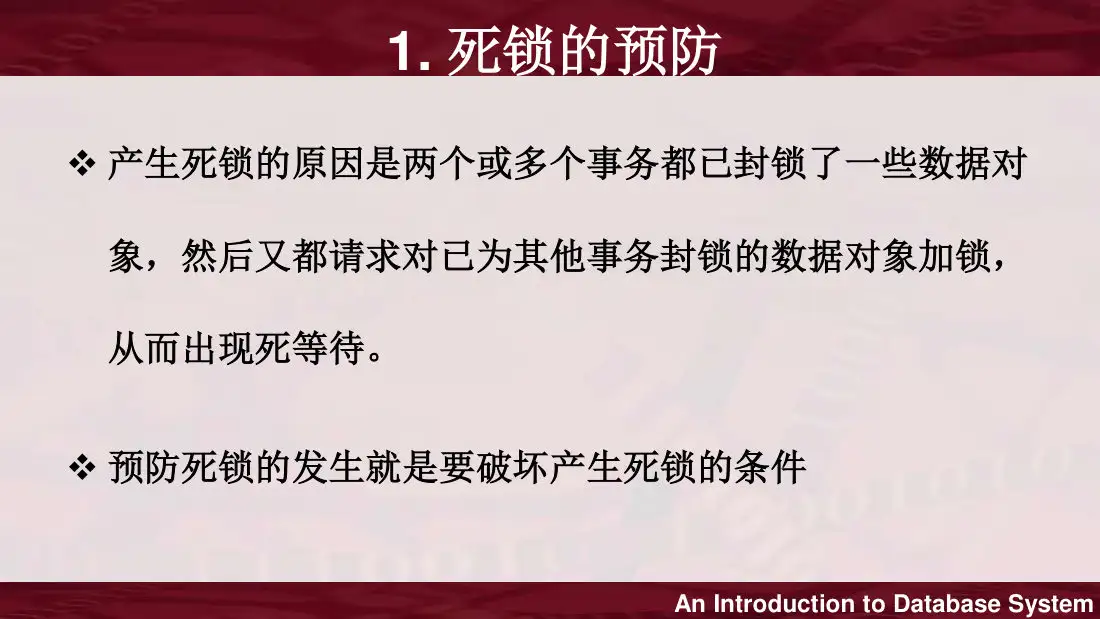 1. 死锁的预防
❖ 产生死锁的原因是两个或多个事务都已封锁了一些数据对
象，然后又都请求对已为其他事务封锁的数据对象加锁，
从而出现死等待。
❖ 预防死锁的发生就是要破坏产生死锁的条件
An Introduction to Database System